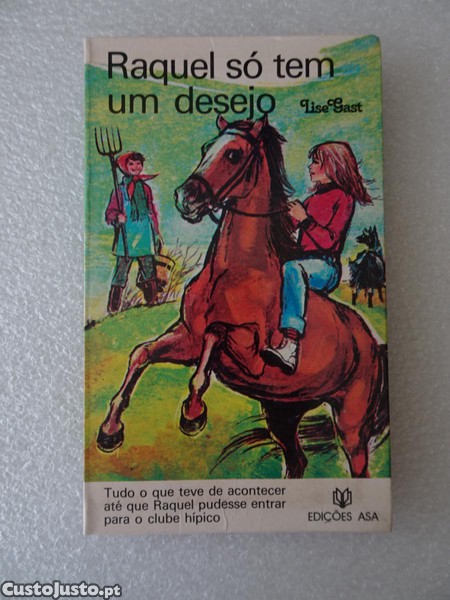 Raquel só tem
um desejo
Lise Gast
Tudo o que teve de acontecer
até que Raquel pudesse entrar
para o clube hípico
EDIÇÕES ASA
CustoJusto.pt